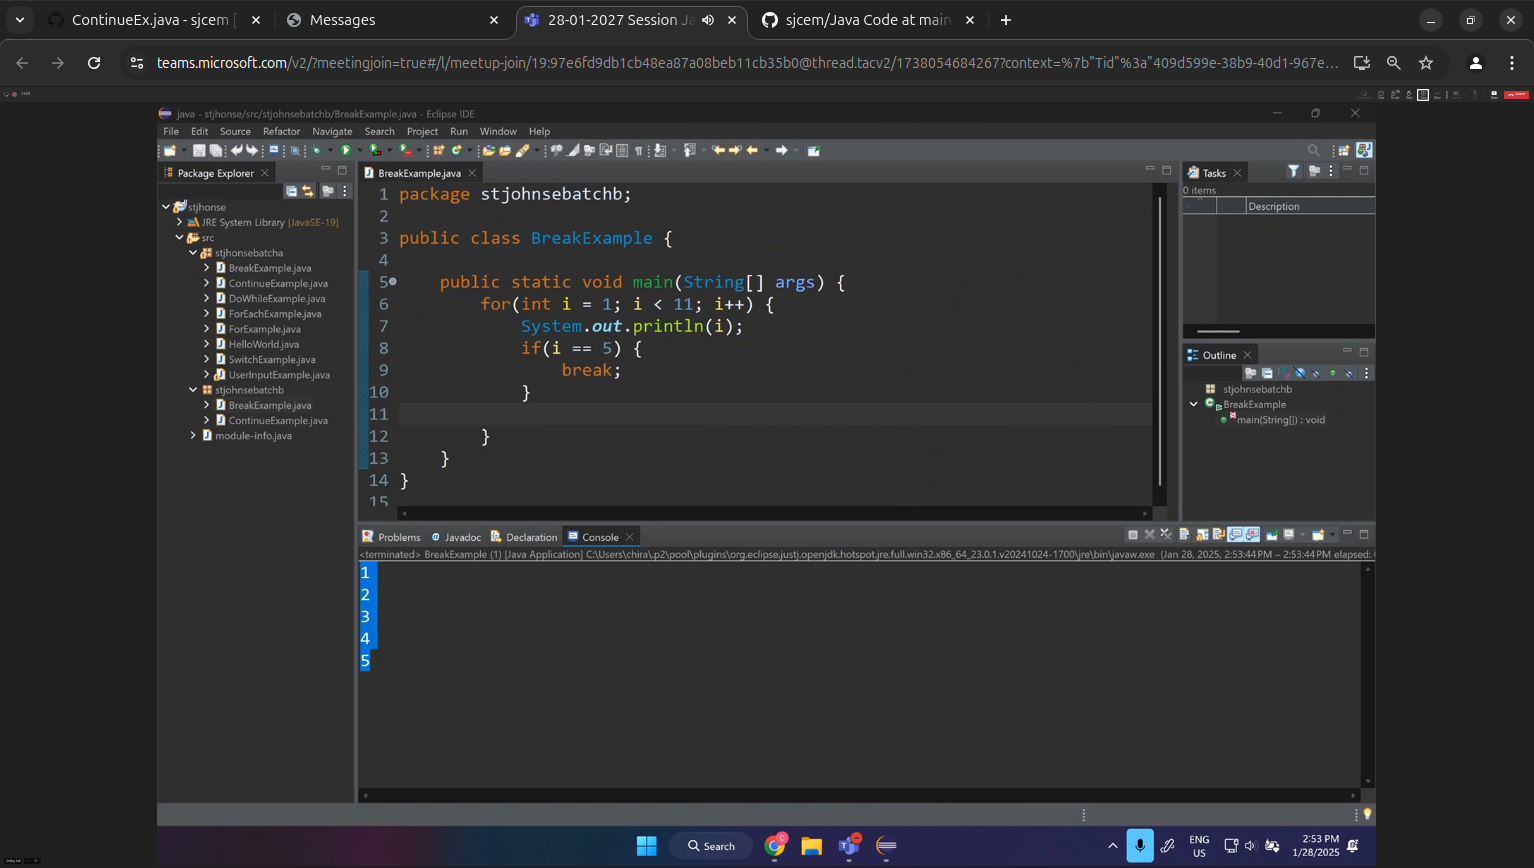 ContinueEx.java - sjcem [
Messages
28-01-2027 Session Ja
sjcem/Java Code at main
teams.microsoft.com/v2/?meetingjoin=true#/l/meetup-join/19:97e6fd9db1cb48ea87a08beb11cb35b0@thread.tacv2/1738054684267?context=%7b"Tid"%3a"409d599e-38b9-40d1-967e...
java - stjhonse/src/stjohnsebatchb/BreakExample.java - Eclipse IDE
File Edit Source Refactor Navigate Search Project Run Window Help
Package Explorer
stjhonse
JRE System Library [JavaSE-19]
src
stjhonsebatcha
BreakExample.java
ContinueExample.java
DoWhileExample.java
ForEachExample.java
ForExample.java
HelloWorld.java
SwitchExample.java
UserInputExample.java
stjohnsebatchb
BreakExample.java
ContinueExample.java
module-info.java
BreakExample.java
1 package stjohnsebatchb;
2
3 public class BreakExample {
4
5 public static void main(String[] args) {
6 for(int i = 1; i < 11; i++) {
7 System.out.println(i);
8 if(i == 5) {
9 break;
10 }
11
12 }
13 }
14 }
15
Tasks
0 items
Description
Outline
stjohnsebatchb
BreakExample
main(String[]) : void
Problems Javadoc Declaration Console
<terminated> BreakExample (1) [Java Application] C:\Users\chira\.p2\pool\plugins\org.eclipse.justj.openjdk.hotspot.jre.full.win32.x86_64_23.0.1.v20241024-1700\jre\bin\javaw.exe (Jan 28, 2025, 2:53:44 PM – 2:53:44 PM elapsed:
1
2
3
4
5
Search
ENG
US
2:53 PM
1/28/2025